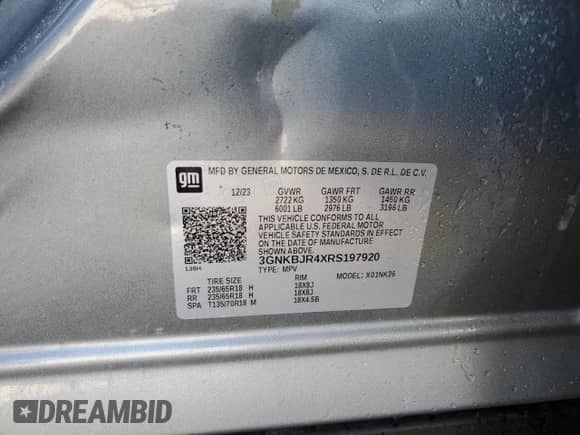 gm
MFD BY GENERAL MOTORS DE MEXICO, S. DE R.L. DE C.V.
12/23 GVWR GAWR FRT GAWR RR
2722 KG 1350 KG 1450 KG
6001 LB 2976 LB 3196 LB
THIS VEHICLE CONFORMS TO ALL
APPLICABLE U.S. FEDERAL MOTOR
VEHICLE SAFETY STANDARDS IN EFFECT
ON THE DATE OF MANUFACTURE
SHOWN ABOVE.
3GNKBJR4XRS197920
TYPE: MPV MODEL: X01NK26
138H
TIRE SIZE RIM
FRT 235/65R18 H 18X8J
RR 235/65R18 H 18X8J
SPA T135/70R18 M 18X4.5B
DREAMBID